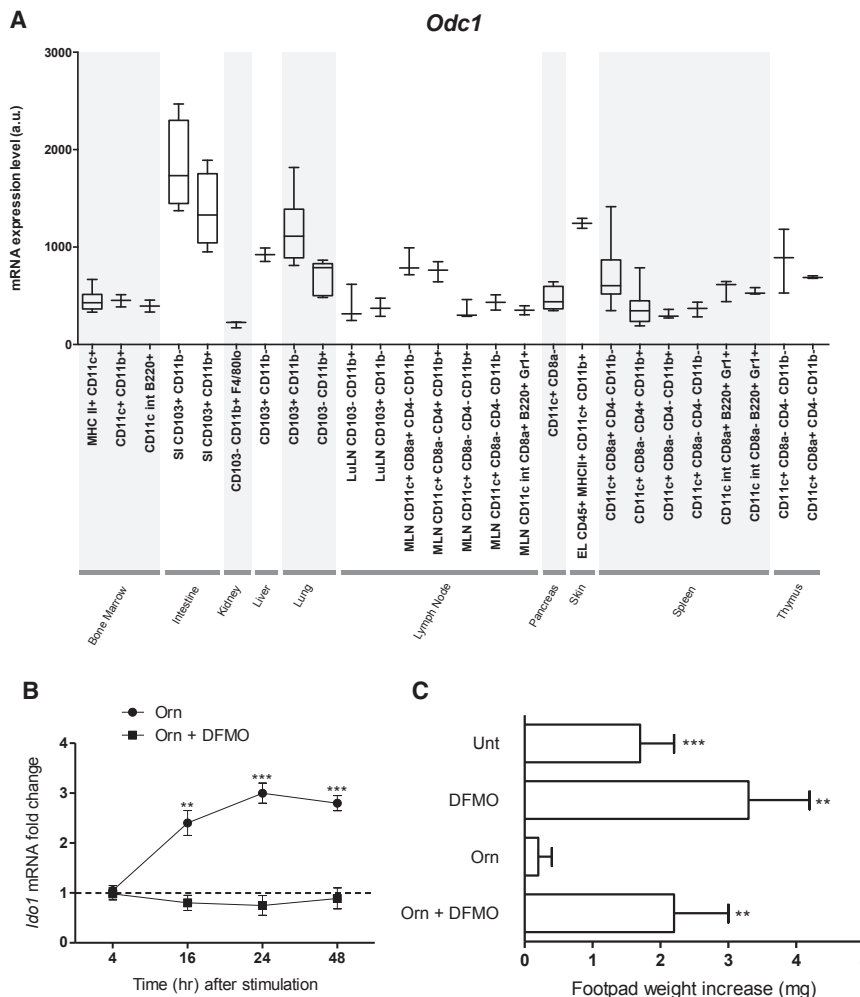 A
Odc1
mRNA expression level (a.u.)
3000
2000
1000
0
MHC II+ CD11c+
CD11c+ CD11b+
CD11c int B220+
SI CD103+ CD11b-
SI CD103+ CD11b+
CD103- CD11b+ F4/80lo
CD103+ CD11b-
CD103+ CD11b-
CD103- CD11b+
LuLN CD103- CD11b+
LuLN CD103+ CD11b-
MLN CD11c+ CD8a+ CD4- CD11b-
MLN CD11c+ CD8a- CD4+ CD11b+
MLN CD11c+ CD8a- CD4- CD11b+
MLN CD11c+ CD8a- CD4- CD11b-
MLN CD11c int CD8a+ B220+ Gr1+
CD11c+ CD8a-
EL CD45+ MHCII+ CD11c+ CD11b+
CD11c+ CD8a+ CD4- CD11b-
CD11c+ CD8a- CD4+ CD11b+
CD11c+ CD8a- CD4- CD11b+
CD11c+ CD8a- CD4- CD11b-
CD11c int CD8a+ B220+ Gr1+
CD11c int CD8a- B220+ Gr1+
CD11c+ CD8a- CD4- CD11b-
CD11c+ CD8a+ CD4- CD11b-
Bone Marrow
Intestine
Kidney
Liver
Lung
Lymph Node
Pancreas
Skin
Spleen
Thymus
B
Orn
Orn + DFMO
Ido1 mRNA fold change
4
3
2
1
0
**
***
***
4 16 24 48
Time (hr) after stimulation
C
Unt
***
DFMO
**
Orn
Orn + DFMO
**
0 1 2 3 4
Footpad weight increase (mg)